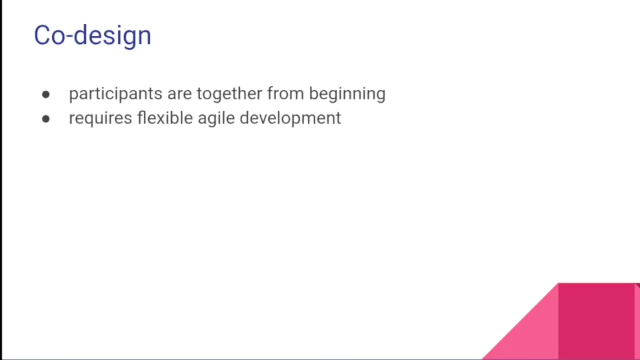 Co-design
● participants are together from beginning
● requires flexible agile development